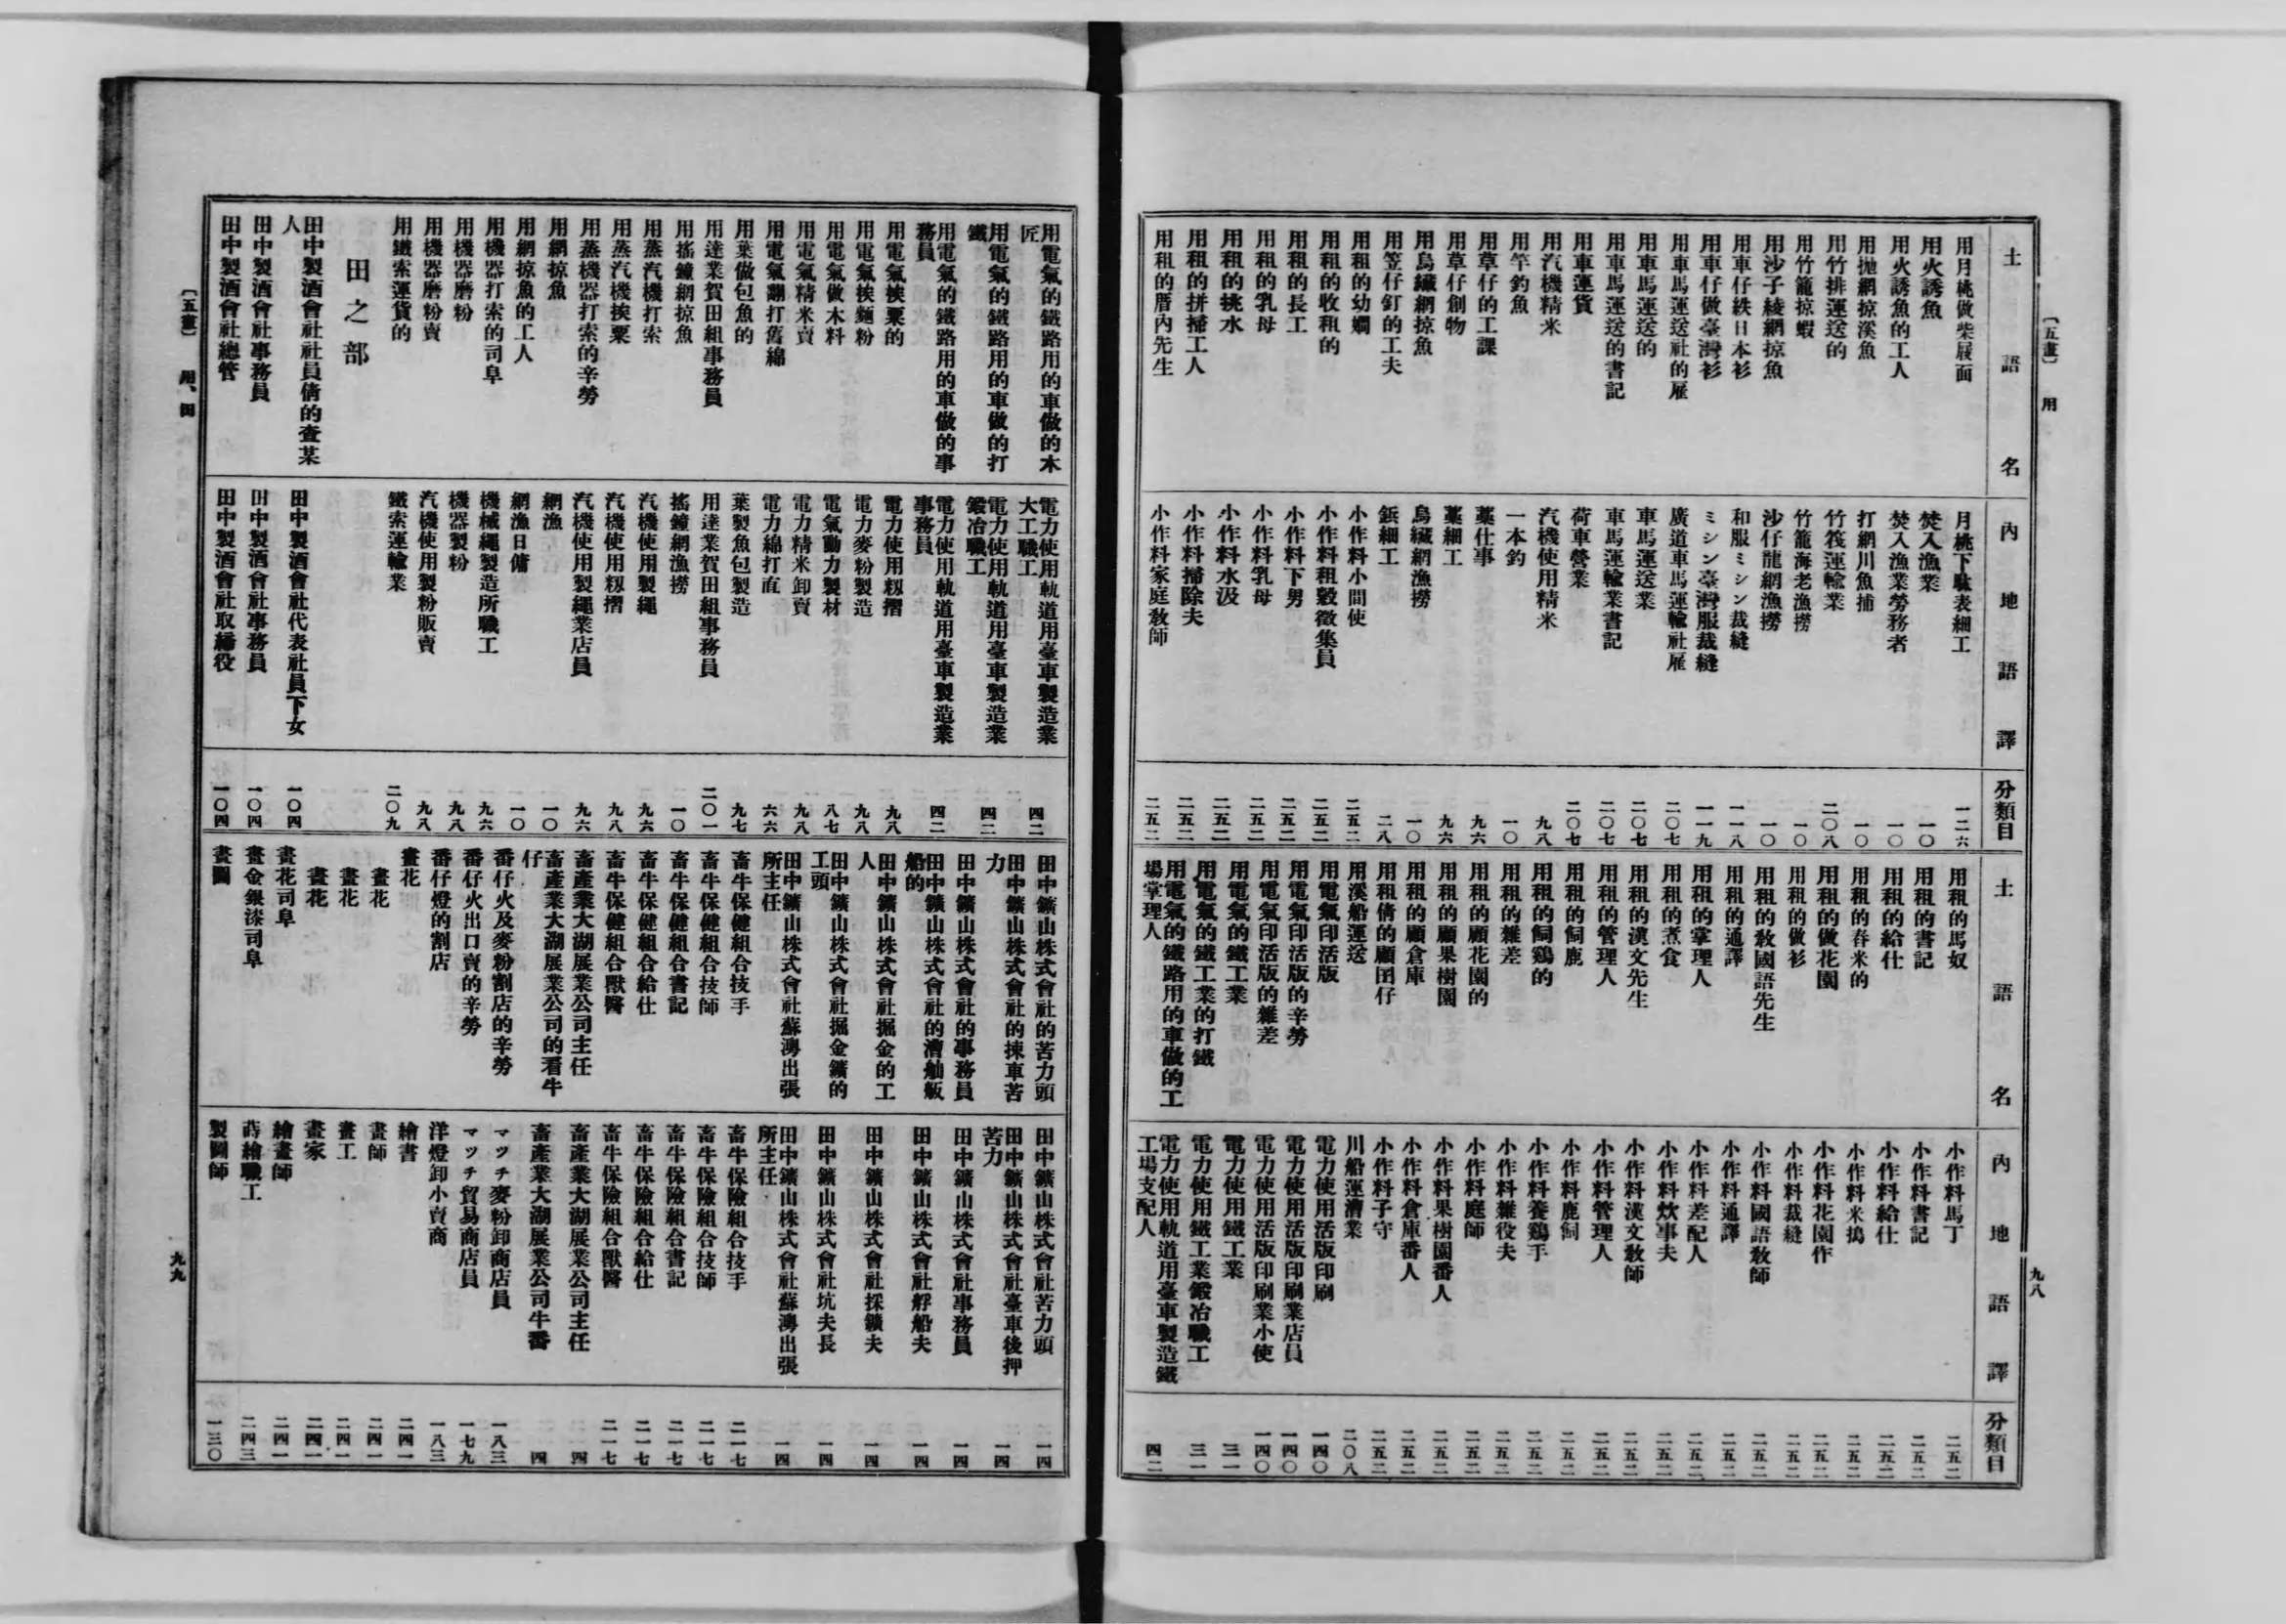 〔五畫〕 用
土語名 內地語譯 分類目
用月桃做柴屐面 月桃下駄表細工 一二六
用火誘魚 焚入漁業 一〇
用火誘魚的工人 焚入漁業勞務者 一〇
用拋網掠溪魚 打網川魚捕 一〇
用竹排運送的 竹筏運輸業 二〇八
用竹籠掠蝦 竹籠海老漁撈 一〇
用沙子綾網掠魚 沙仔龍網漁撈 一〇
用車仔紩日本衫 和服ミシン裁縫 一一八
用車仔做臺灣衫 ミシン臺灣服裁縫 一一九
用車馬運送社的雇 廣道車馬運輸社雇 二〇七
用車馬運送的 車馬運送業 二〇七
用車馬運送的書記 車馬運輸業書記 二〇七
用車運貨 荷車營業 二〇七
用汽機精米 汽機使用精米 九八
用竿釣魚 一本釣 一〇
用草仔的工課 藁仕事 九六
用草仔創物 藁細工 九六
用鳥纎網掠魚 鳥纎網漁撈 一〇
用笠仔釘的工夫 鋲細工 二八
用租的幼嫺 小作料小間使 二五二
用租的收租的 小作料租穀徵集員 二五二
用租的長工 小作料下男 二五二
用租的乳母 小作料乳母 二五二
用租的挑水 小作料水汲 二五二
用租的拼掃工人 小作料掃除夫 二五二
用租的厝內先生 小作料家庭敎師 二五二
土語名 內地語譯 分類目
用租的馬奴 小作料馬丁 二五二
用租的書記 小作料書記 二五二
用租的給仕 小作料給仕 二五二
用租的舂米的 小作料米搗 二五二
用租的做花園 小作料花園作 二五二
用租的做衫 小作料裁縫 二五二
用租的敎國語先生 小作料國語敎師 二五二
用租的通譯 小作料通譯 二五二
用租的掌理人 小作料差配人 二五二
用租的煮食 小作料炊事夫 二五二
用租的漢文先生 小作料漢文敎師 二五二
用租的管理人 小作料管理人 二五二
用租的飼鹿 小作料鹿飼 二五二
用租的飼鷄的 小作料養鷄手 二五二
用租的雜差 小作料雜役夫 二五二
用租的顧花園的 小作料庭師 二五二
用租的顧果樹園 小作料果樹園番人 二五二
用租的顧倉庫 小作料倉庫番人 二五二
用租倩的顧囝仔 小作料子守 二五二
用溪船運送 川船運漕業 二〇八
用電氣印活版 電力使用活版印刷 一四〇
用電氣印活版的辛勞 電力使用活版印刷業店員 一四〇
用電氣印活版的雜差 電力使用活版印刷業小使 一四〇
用電氣的鐵工業 電力使用鐵工業 三一
用電氣的鐵工業的打鐵 電力使用鐵工業鍛冶職工 三一
用電氣的鐵路用的車做的工場掌理人 電力使用軌道用臺車製造鐵工場支配人 四二
九八
用電氣的鐵路用的車做的木匠 電力使用軌道用臺車製造業大工職工 四二
用電氣的鐵路用的車做的打鐵 電力使用軌道用臺車製造業鍛冶職工 四二
用電氣的鐵路用的車做的事務員 電力使用軌道用臺車製造業事務員 四二
用電氣挨粟的 電力使用籾摺 九八
用電氣挨麵粉 電力麥粉製造 九八
用電氣做木料 電氣動力製材 八七
用電氣精米賣 電力精米卸賣 九八
用電氣翻打舊綿 電力綿打直 六六
用葉做包魚的 葉製魚包製造 九七
用達業賀田組事務員 用達業賀田組事務員 二〇一
用搖鐘網掠魚 搖鐘網漁撈 一〇
用蒸汽機打索 汽機使用製繩 九六
用蒸汽機挨粟 汽機使用籾摺 九八
用蒸機器打索的辛勞 汽機使用製繩業店員 九六
用網掠魚 網漁 一〇
用網掠魚的工人 網漁日傭 一〇
用機器打索的司阜 機械繩製造所職工 九六
用機器磨粉 機器製粉 九八
用機器磨粉賣 汽機使用製粉販賣 九八
用鐵索運貨的 鐵索運輸業 二〇九
田之部
田中製酒會社社員倩的查某人 田中製酒會社代表社員下女 一〇四
田中製酒會社事務員 田中製酒會社事務員 一〇四
田中製酒會社總管 田中製酒會社取締役 一〇四
田中鑛山株式會社的苦力頭 田中鑛山株式會社苦力頭 一四
田中鑛山株式會社的揀車苦力 田中鑛山株式會社臺車後押苦力 一四
田中鑛山株式會社的事務員 田中鑛山株式會社事務員 一四
田中鑛山株式會社的漕舢舨船的 田中鑛山株式會社艀船夫 一四
田中鑛山株式會社掘金的工人 田中鑛山株式會社採鑛夫 一四
田中鑛山株式會社掘金鑛的工頭 田中鑛山株式會社坑夫長 一四
田中鑛山株式會社蘇澳出張所主任 田中鑛山株式會社蘇澳出張所主任 一四
畜牛保健組合技手 畜牛保險組合技手 二一七
畜牛保健組合技師 畜牛保險組合技師 二一七
畜牛保健組合書記 畜牛保險組合書記 二一七
畜牛保健組合給仕 畜牛保險組合給仕 二一七
畜牛保健組合獸醫 畜牛保險組合獸醫 二一七
畜產業大湖展業公司主任 畜產業大湖展業公司主任 四
畜產業大湖展業公司的看牛仔 畜產業大湖展業公司牛番 四
番仔火及麥粉割店的辛勞 マツチ麥粉卸商店員 一八三
番仔火出口賣的辛勞 マツチ貿易商店員 一七九
番仔燈的割店 洋燈卸小賣商 一八三
畫花 繪書 二四一
畫花 畫師 二四一
畫花 畫工 二四一
畫花 畫家 二四一
畫花司阜 繪畫師 二四一
畫金銀漆司阜 蒔繪職工 二四三
畫圖 製圖師 一三〇
〔五畫〕 用、田
九九